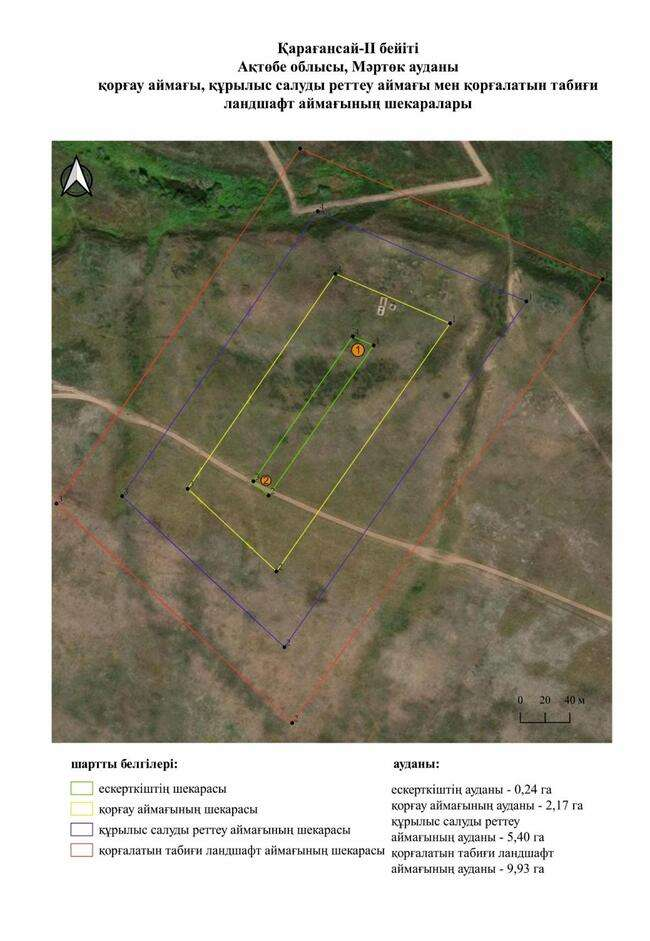 Қарағансай-II бейіті
Ақтөбе облысы, Мәртөк ауданы
қорғау аймағы, құрылыс салуды реттеу аймағы мен қорғалатын табиғи
ландшафт аймағының шекаралары
1
2
0 20 40 м
шартты белгілері:
ескерткіштің шекарасы
қорғау аймағының шекарасы
құрылыс салуды реттеу аймағының шекарасы
қорғалатын табиғи ландшафт аймағының шекарасы
ауданы:
ескерткіштің ауданы - 0,24 га
қорғау аймағының ауданы - 2,17 га
құрылыс салуды реттеу
аймағының ауданы - 5,40 га
қорғалатын табиғи ландшафт
аймағының ауданы - 9,93 га